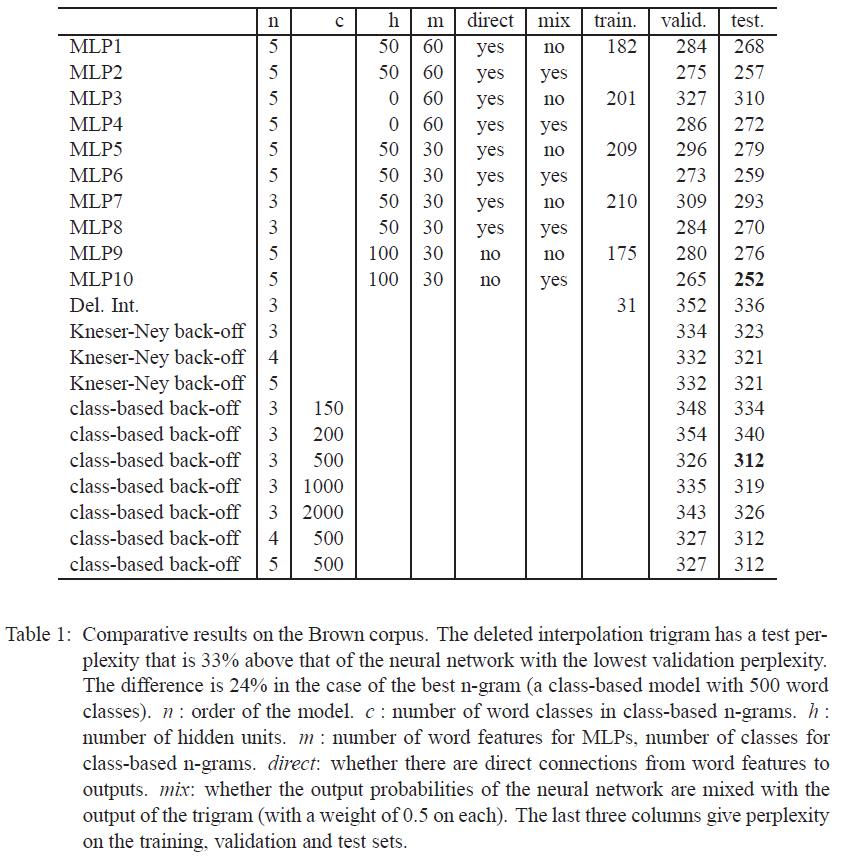 n c h m direct mix train. valid. test.
MLP1 5 50 60 yes no 182 284 268
MLP2 5 50 60 yes yes 275 257
MLP3 5 0 60 yes no 201 327 310
MLP4 5 0 60 yes yes 286 272
MLP5 5 50 30 yes no 209 296 279
MLP6 5 50 30 yes yes 273 259
MLP7 3 50 30 yes no 210 309 293
MLP8 3 50 30 yes yes 284 270
MLP9 5 100 30 no no 175 280 276
MLP10 5 100 30 no yes 265 252
Del. Int. 3 31 352 336
Kneser-Ney back-off 3 334 323
Kneser-Ney back-off 4 332 321
Kneser-Ney back-off 5 332 321
class-based back-off 3 150 348 334
class-based back-off 3 200 354 340
class-based back-off 3 500 326 312
class-based back-off 3 1000 335 319
class-based back-off 3 2000 343 326
class-based back-off 4 500 327 312
class-based back-off 5 500 327 312
Table 1: Comparative results on the Brown corpus. The deleted interpolation trigram has a test per-
plexity that is 33% above that of the neural network with the lowest validation perplexity.
The difference is 24% in the case of the best n-gram (a class-based model with 500 word
classes). n : order of the model. c : number of word classes in class-based n-grams. h :
number of hidden units. m : number of word features for MLPs, number of classes for
class-based n-grams. direct: whether there are direct connections from word features to
outputs. mix: whether the output probabilities of the neural network are mixed with the
output of the trigram (with a weight of 0.5 on each). The last three columns give perplexity
on the training, validation and test sets.